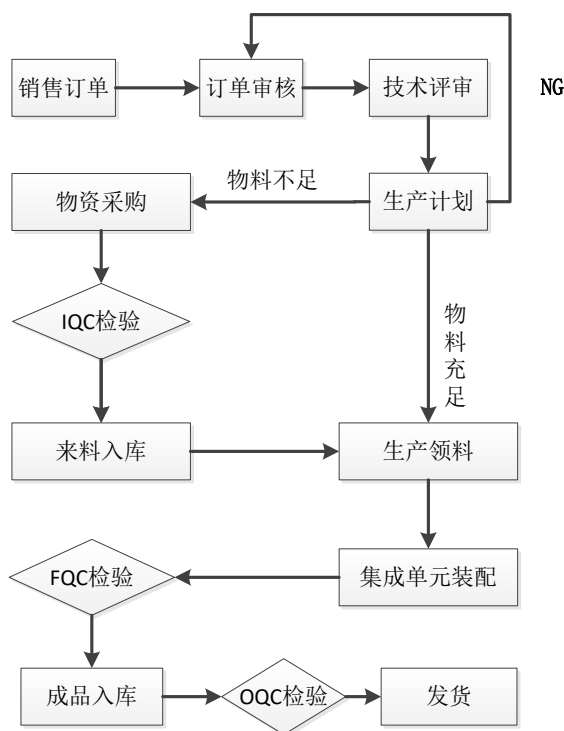 销售订单
订单审核
技术评审
NG
物资采购
物料不足
生产计划
IQC检验
物料充足
来料入库
生产领料
FQC检验
集成单元装配
成品入库
OQC检验
发货